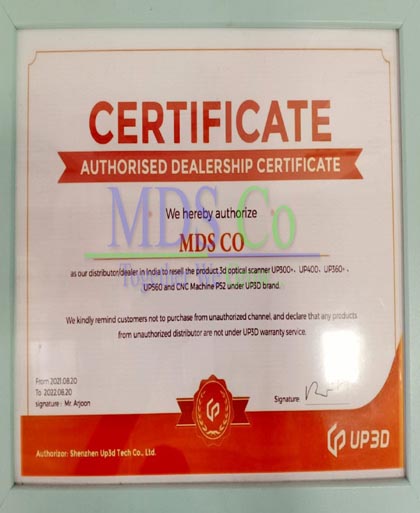 CERTIFICATE
AUTHORISED DEALERSHIP CERTIFICATE
MDS Co
We hereby authorize
MDS CO
Together We
as our distributor/dealer in India to resell the product,3d optical scanner UP500+, UP400, UP360+,
UP560 and CNC Machine P52 under UP3D brand.
We kindly remind customers not to purchase from unauthorized channel, and declare that any products
from unauthorized distributor are not under UP3D warranty service.
From 2021.08.20
To 2022.08.20
signature : Mr. Arjoon
Signature:
Authorizor: Shenzhen Up3d Tech Co., Ltd.
UP3D